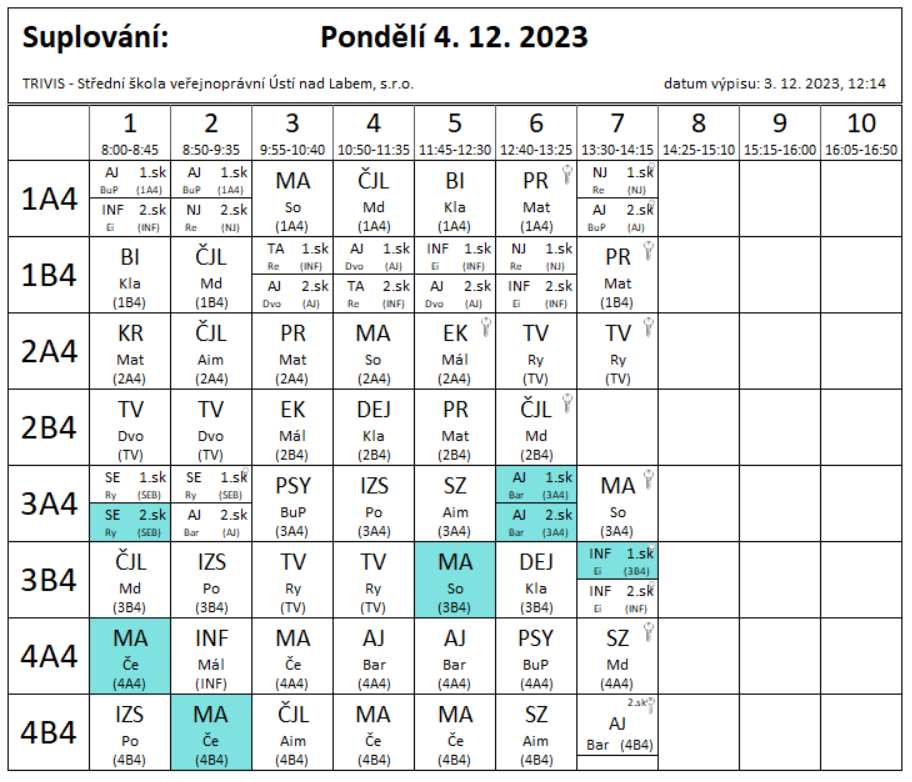 Suplování: Pondělí 4. 12. 2023
TRIVIS - Střední škola veřejnoprávní Ústí nad Labem, s.r.o. datum výpisu: 3. 12. 2023, 12:14
1 2 3 4 5 6 7 8 9 10
8:00-8:45 8:50-9:35 9:55-10:40 10:50-11:35 11:45-12:30 12:40-13:25 13:30-14:15 14:25-15:10 15:15-16:00 16:05-16:50
1A4
AJ 1.sk AJ 1.sk MA ČJL BI PR NJ 1.sk
BuP (1A4) BuP (1A4) So Md Kla Mat Re (NJ)
INF 2.sk NJ 2.sk (1A4) (1A4) (1A4) (1A4) AJ 2.sk
Ei (INF) Re (NJ) BuP (AJ)
1B4
BI ČJL TA 1.sk AJ 1.sk INF 1.sk NJ 1.sk PR
Kla Md Re (INF) Dvo (AJ) Ei (INF) Re (NJ) Mat
(1B4) (1B4) AJ 2.sk TA 2.sk AJ 2.sk INF 2.sk (1B4)
Dvo (AJ) Re (INF) Dvo (AJ) Ei (INF)
2A4
KR ČJL PR MA EK TV TV
Mat Aim Mat So Mál Ry Ry
(2A4) (2A4) (2A4) (2A4) (2A4) (TV) (TV)
2B4
TV TV EK DEJ PR ČJL
Dvo Dvo Mál Kla Mat Md
(TV) (TV) (2B4) (2B4) (2B4) (2B4)
3A4
SE 1.sk SE 1.sk PSY IZS SZ AJ 1.sk MA
Ry (SEB) Ry (SEB) BuP Po Aim Bar (3A4) So
SE 2.sk AJ 2.sk (3A4) (3A4) (3A4) AJ 2.sk (3A4)
Ry (SEB) Bar (AJ) Bar (3A4)
3B4
ČJL IZS TV TV MA DEJ INF 1.sk
Md Po Ry Ry So Kla Ei (3B4)
(3B4) (3B4) (TV) (TV) (3B4) (3B4) INF 2.sk
Ei (INF)
4A4
MA INF MA AJ AJ PSY SZ
Če Mál Če Bar Bar BuP Md
(4A4) (INF) (4A4) (4A4) (4A4) (4A4) (4A4)
4B4
IZS MA ČJL MA MA SZ 2.sk
Po Če Aim Če Če Aim AJ
(4B4) (4B4) (4B4) (4B4) (4B4) (4B4) Bar (4B4)